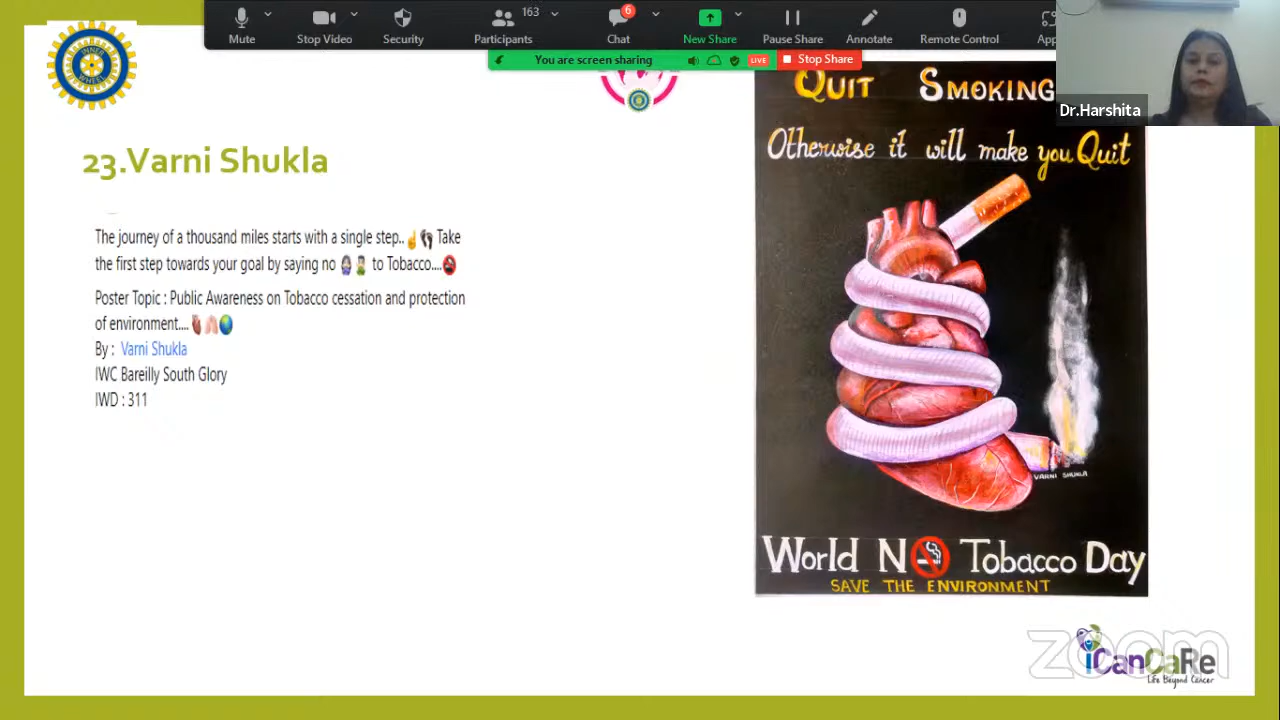 Mute
Stop Video
Security
Participants
163
Chat
6
New Share
Pause Share
Annotate
Remote Control
App
You are screen sharing
LIVE
Stop Share
Dr.Harshita
INNER
WHEEL
23.Varni Shukla
The journey of a thousand miles starts with a single step..☝👣 Take
the first step towards your goal by saying no to Tobacco....🚭
Poster Topic : Public Awareness on Tobacco cessation and protection
of environment....🫀🫁🌍
By : Varni Shukla
IWC Bareilly South Glory
IWD : 311
QUIT SMOKING
Otherwise it will make you Quit
VARNI SHUKLA
World NO Tobacco Day
SAVE THE ENVIRONMENT
zoom
iCanCaRe
Life Beyond Cancer